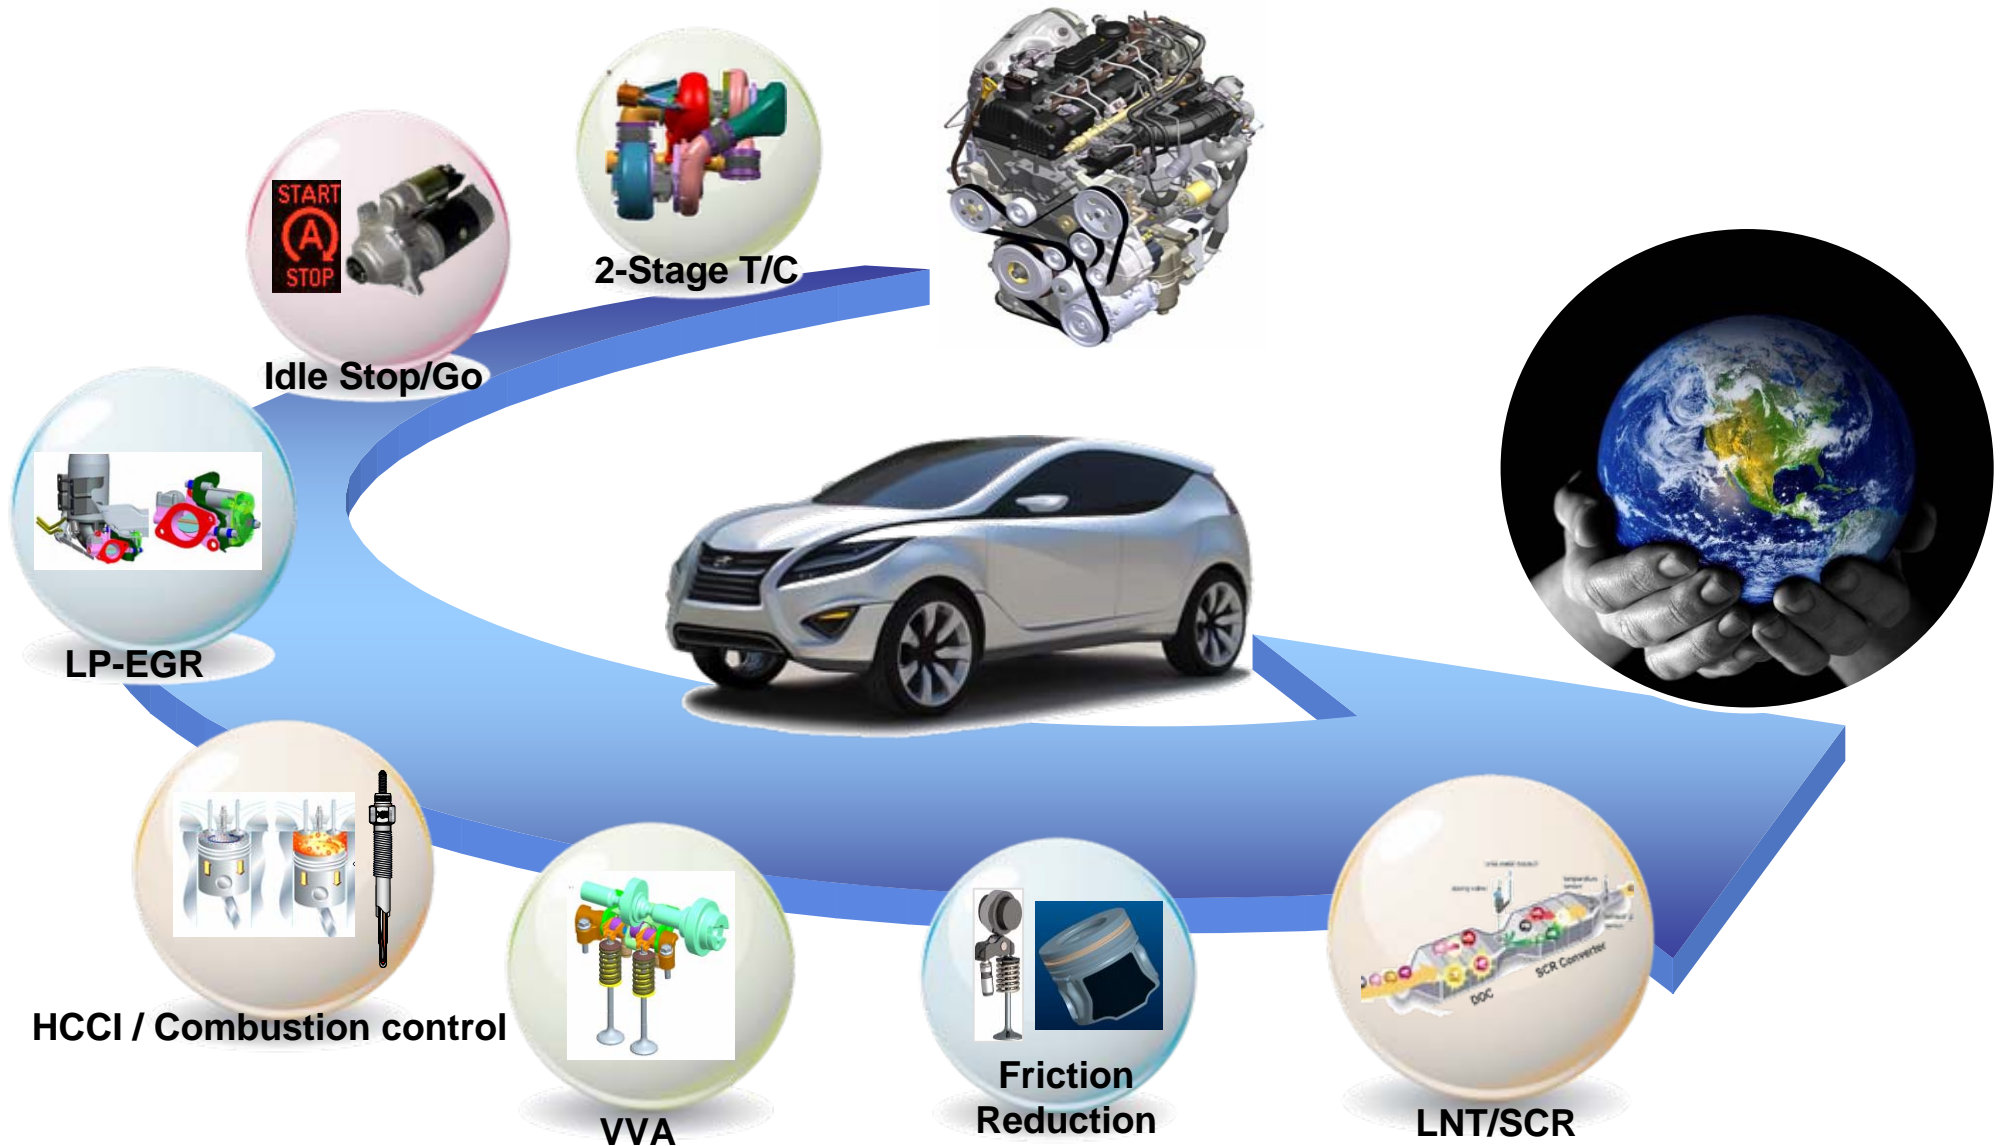 2-Stage T/C
START
A
STOP
Idle Stop/Go
LP-EGR
HCCI / Combustion control
VVA
Friction
Reduction
temperature
SCR Converter
DOC
LNT/SCR